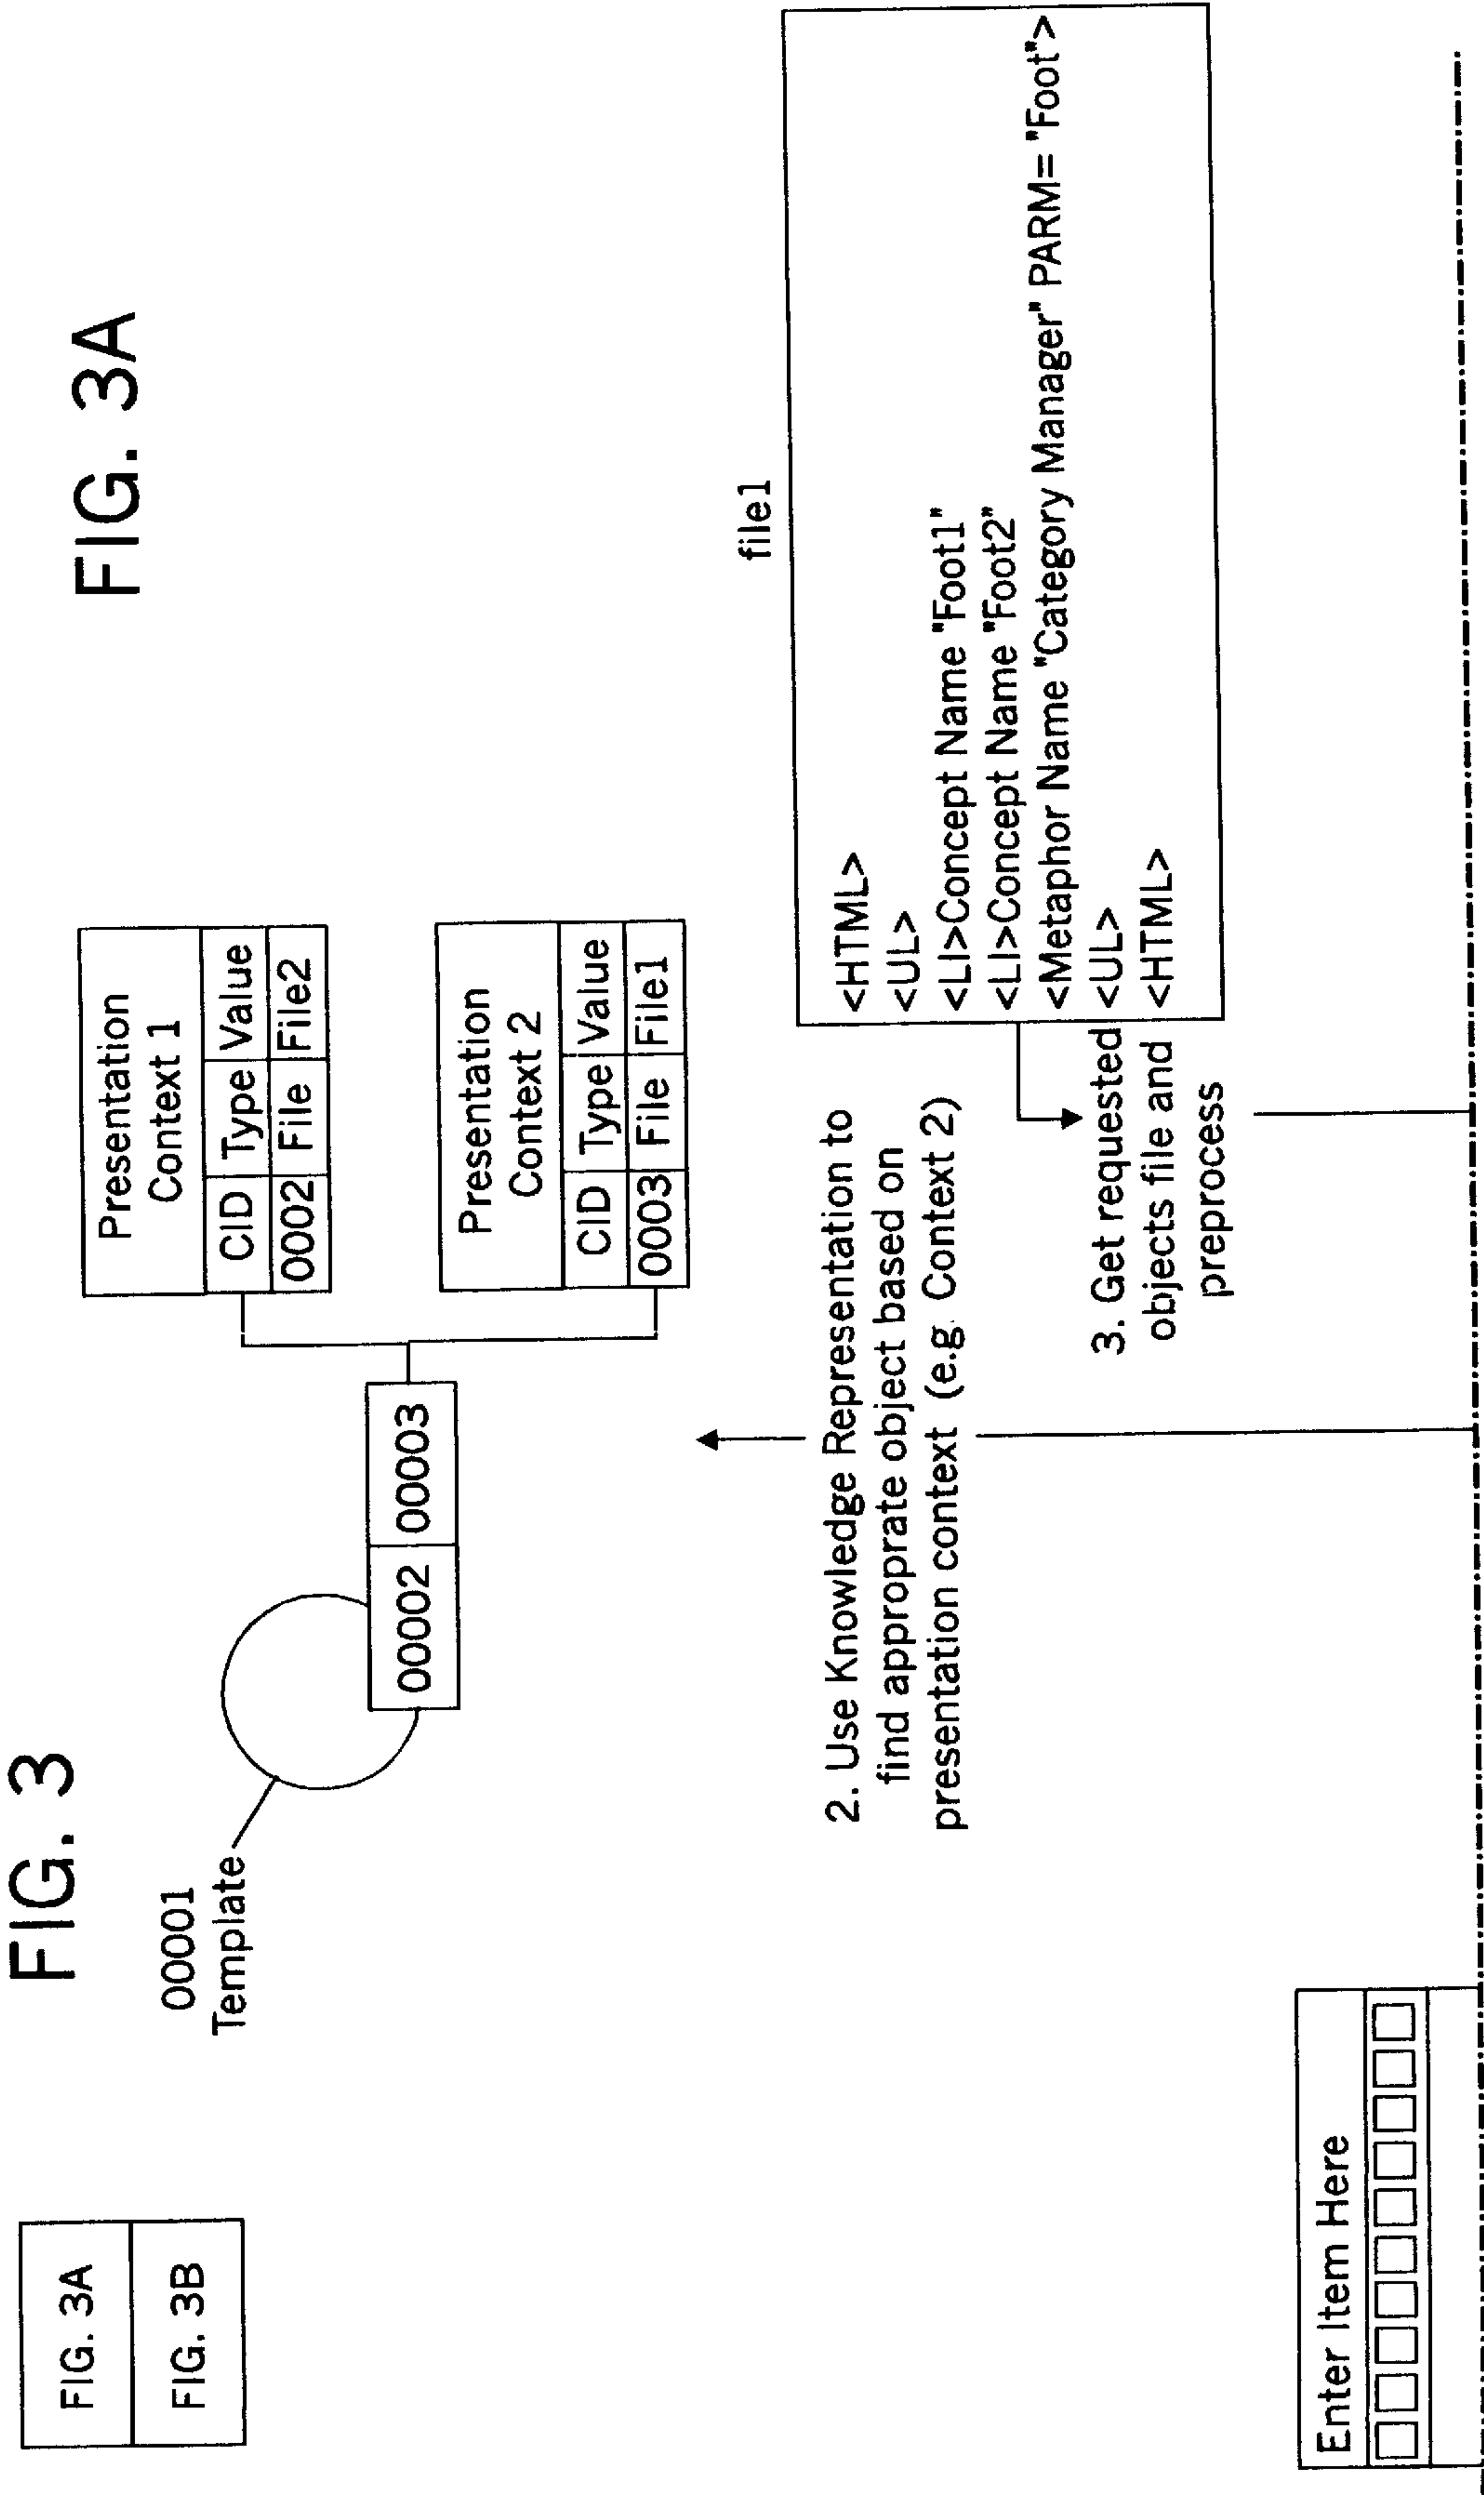 FIG. 3
FIG. 3A
FIG. 3A
FIG. 3B
00001
Template
00002 00003
Presentation
Context 1
CID Type Value
0002 File File2
Presentation
Context 2
CID Type Value
0003 File File1
2. Use Knowledge Representation to
find approprate object based on
presentation context (e.g. Context 2)
file1
<HTML>
<UL>
<LI>Concept Name "Foot1"
<LI>Concept Name "Foot2"
<Metaphor Name "Category Manager" PARM= "Foot">
<UL>
<HTML>
3. Get requested
objects file and
preprocess
Enter Item Here